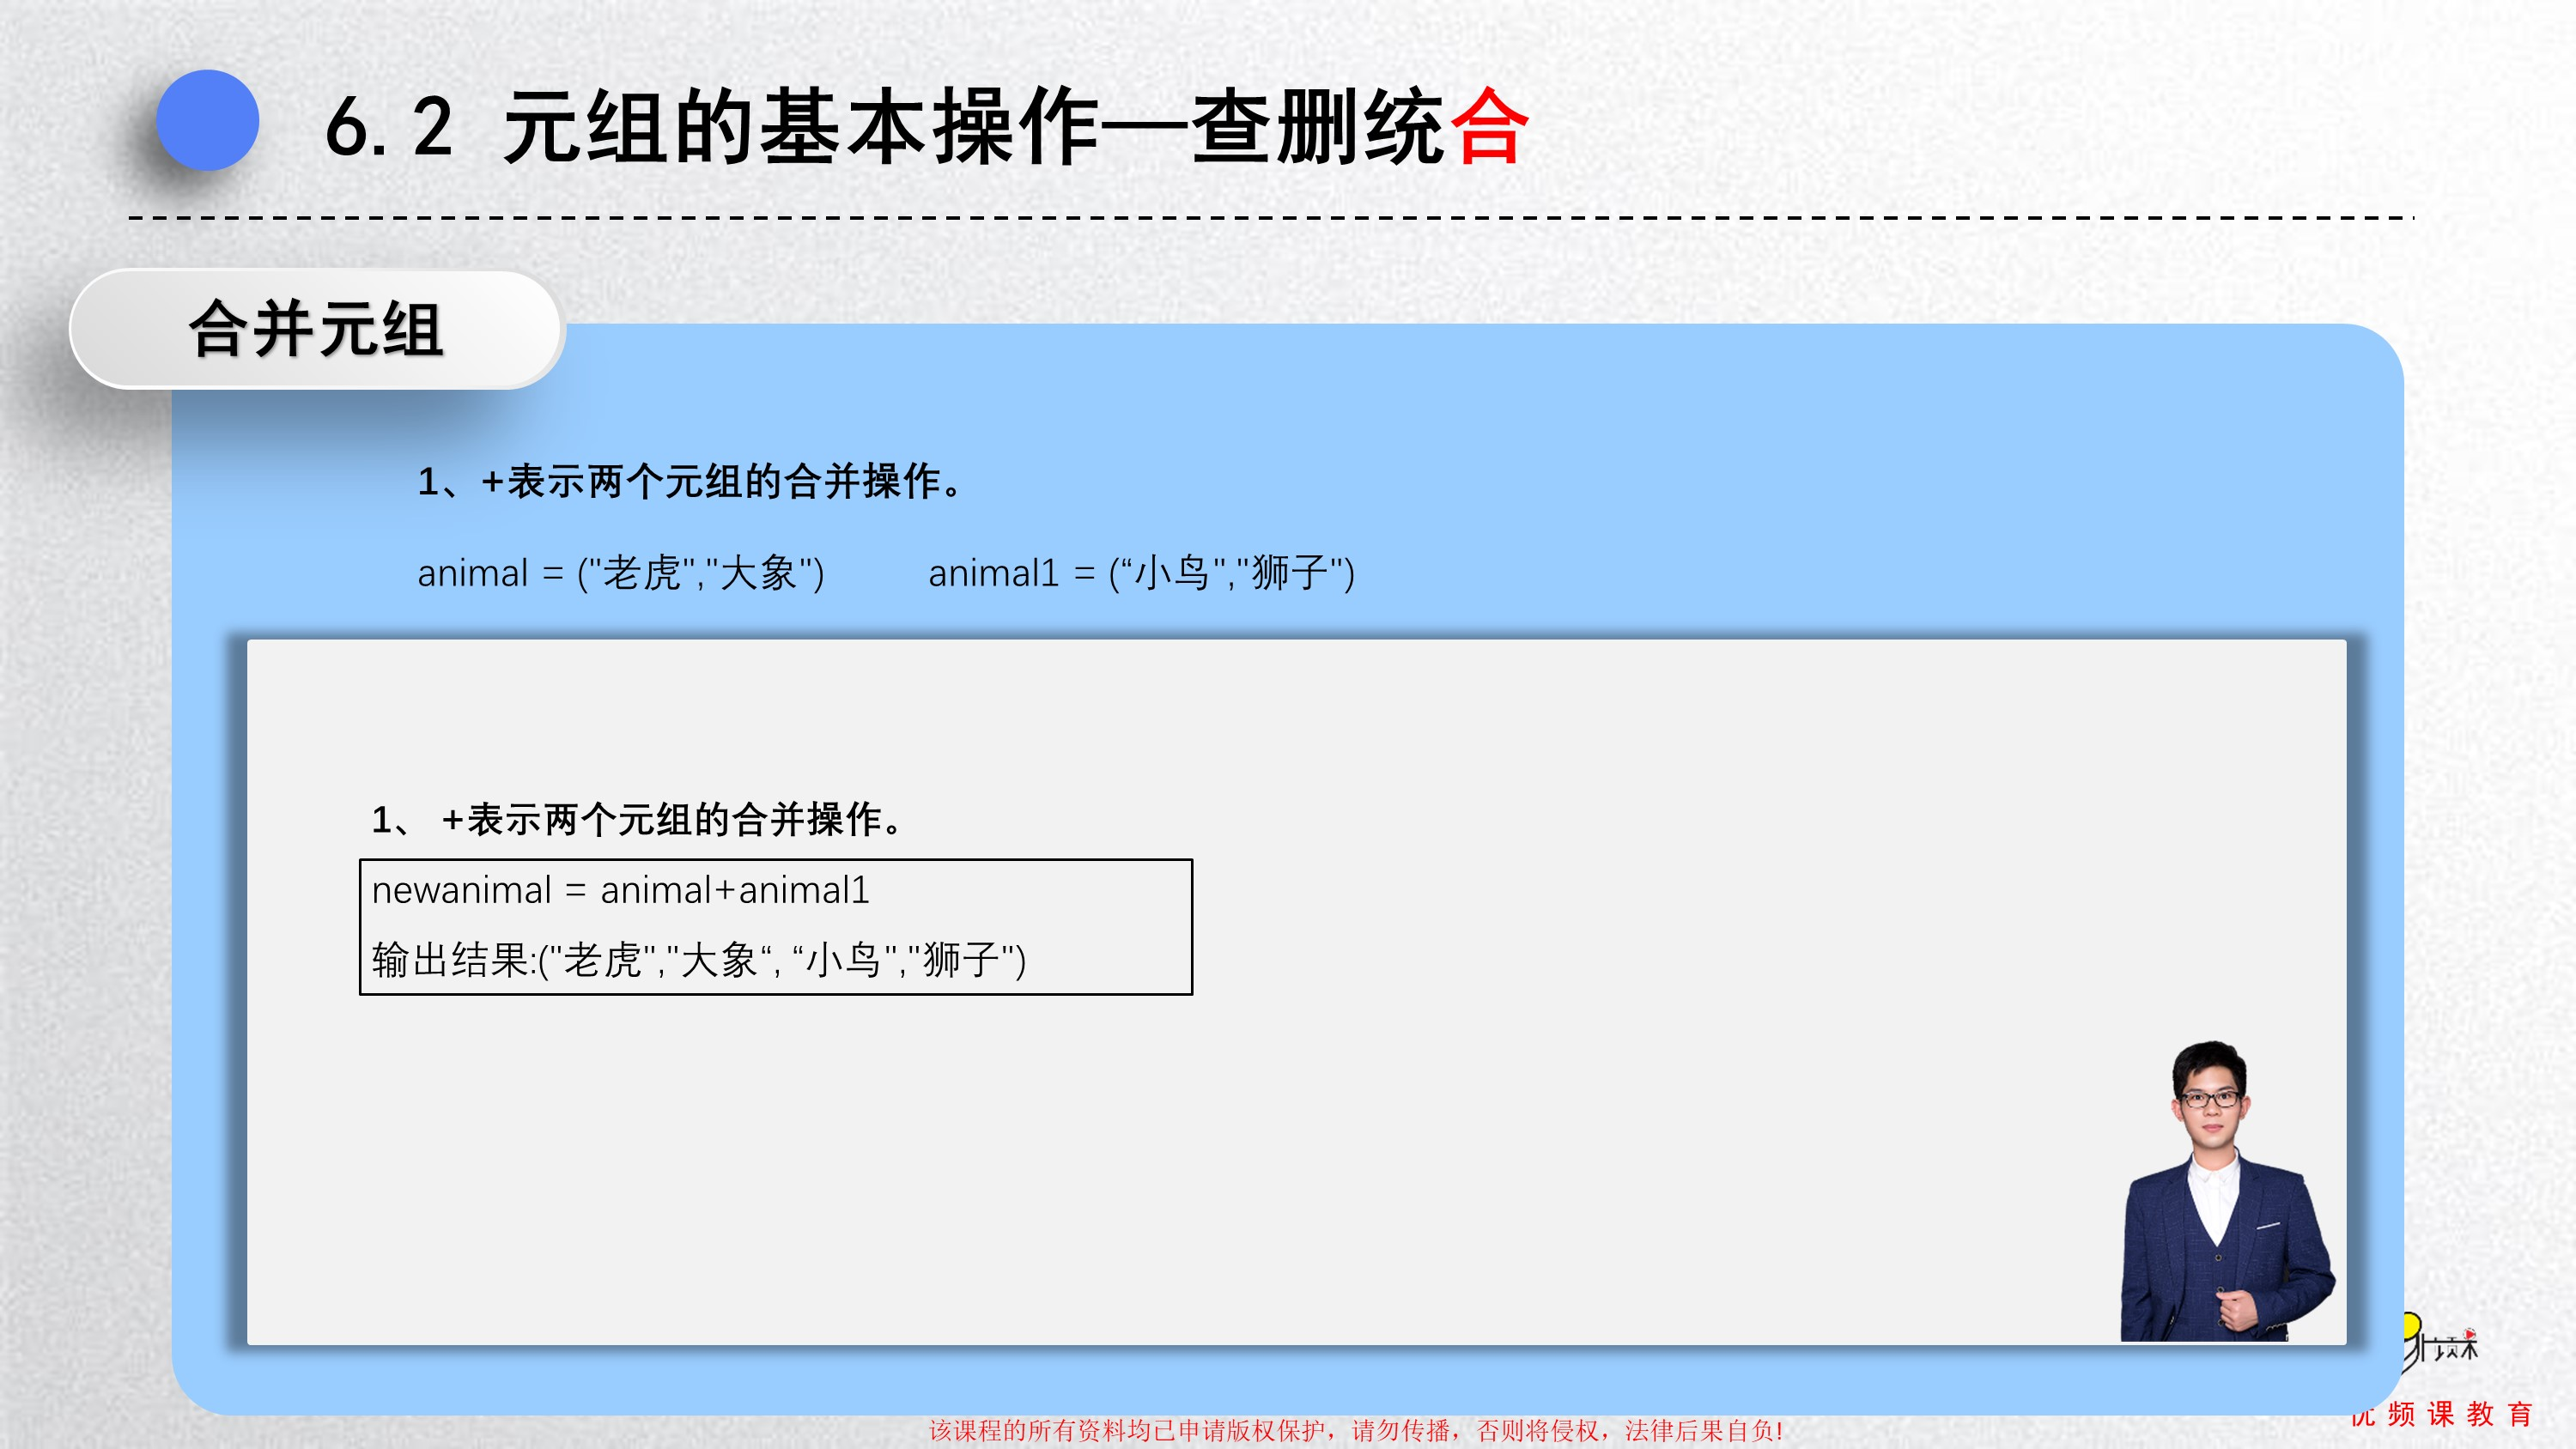 6.2 元组的基本操作—查删统合
合并元组
1、+表示两个元组的合并操作。
animal = ("老虎","大象") animal1 = (“小鸟","狮子")
1、 +表示两个元组的合并操作。
newanimal = animal+animal1
输出结果:("老虎","大象“, “小鸟","狮子")
优频课教育
该课程的所有资料均已申请版权保护，请勿传播，否则将侵权，法律后果自负!